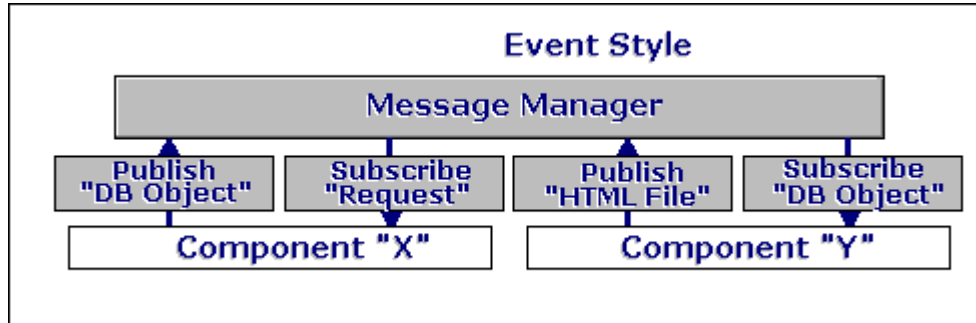 Event Style
Message Manager
Publish
"DB Object"
Subscribe
"Request"
Publish
"HTML File"
Subscribe
"DB Object"
Component "X"
Component "Y"